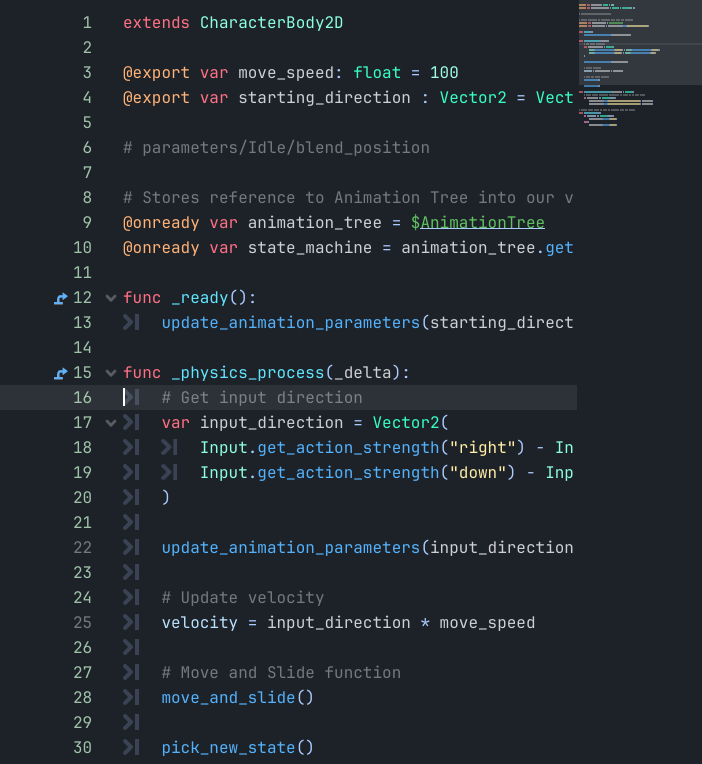 1 extends CharacterBody2D
2
3 @export var move_speed: float = 100
4 @export var starting_direction : Vector2 = Vect
5
6 # parameters/Idle/blend_position
7
8 # Stores reference to Animation Tree into our v
9 @onready var animation_tree = $AnimationTree
10 @onready var state_machine = animation_tree.get
11
12 func _ready():
13 update_animation_parameters(starting_direct
14
15 func _physics_process(_delta):
16 # Get input direction
17 var input_direction = Vector2(
18 Input.get_action_strength("right") - In
19 Input.get_action_strength("down") - Inp
20 )
21
22 update_animation_parameters(input_direction
23
24 # Update velocity
25 velocity = input_direction * move_speed
26
27 # Move and Slide function
28 move_and_slide()
29
30 pick_new_state()